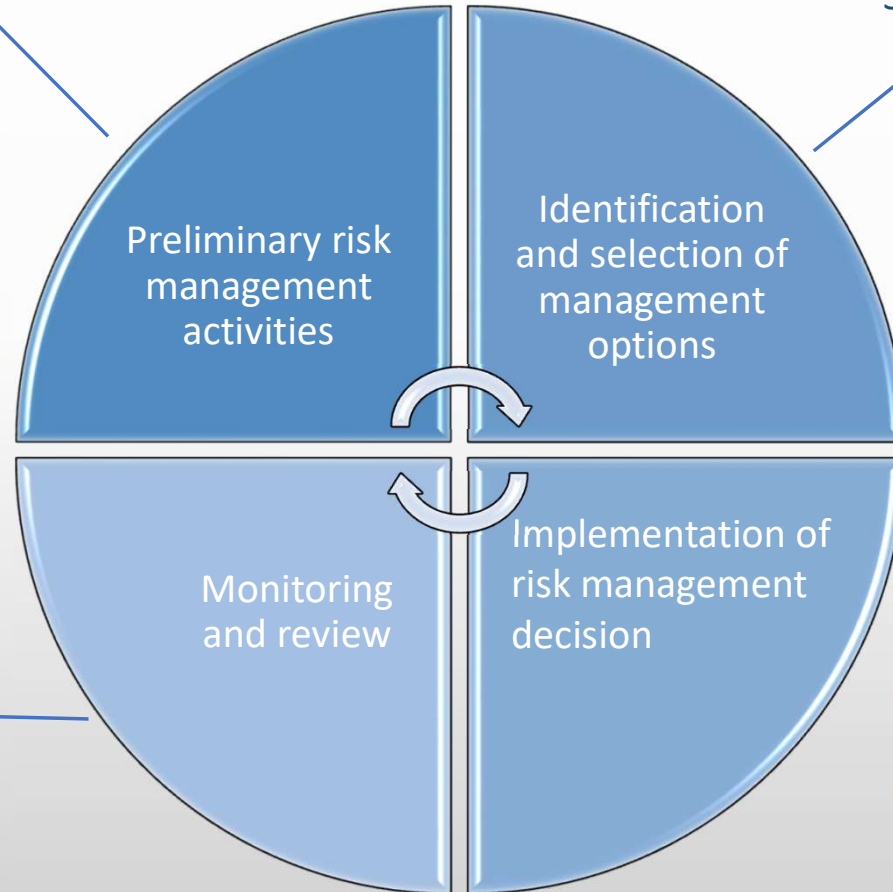 Preliminary risk
management
activities
Identification
and selection of
management
options
Monitoring
and review
Implementation of
risk management
decision